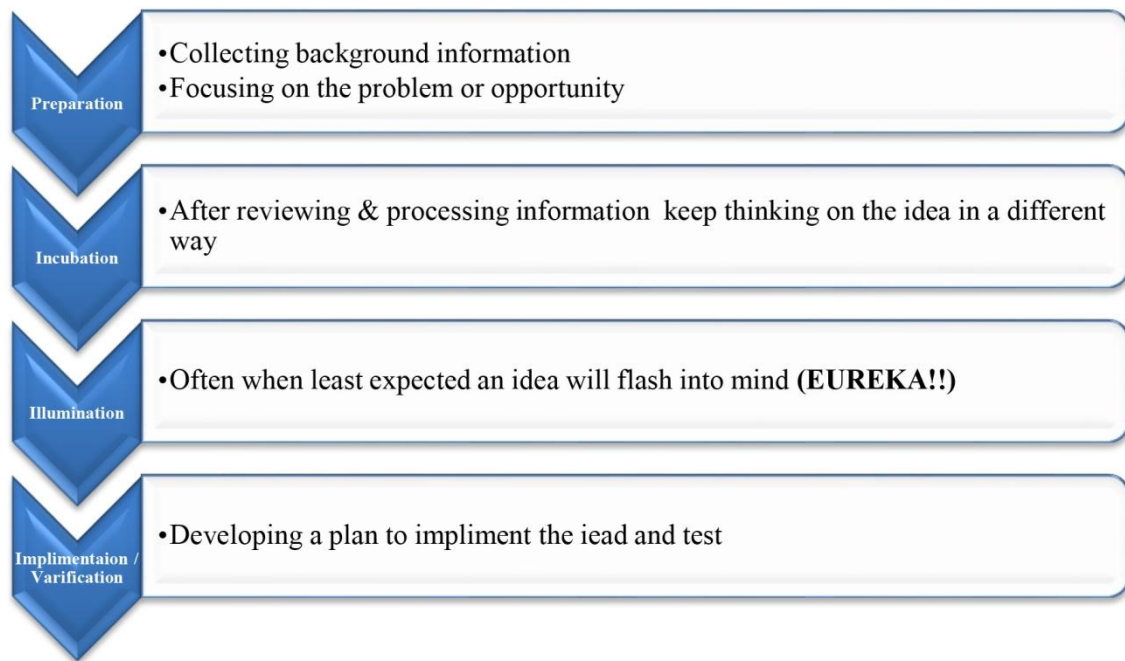 Preparation
•Collecting background information
•Focusing on the problem or opportunity
Incubation
•After reviewing & processing information keep thinking on the idea in a different
way
Illumination
•Often when least expected an idea will flash into mind (EUREKA!!)
Implimentaion /
Varification
•Developing a plan to impliment the iead and test